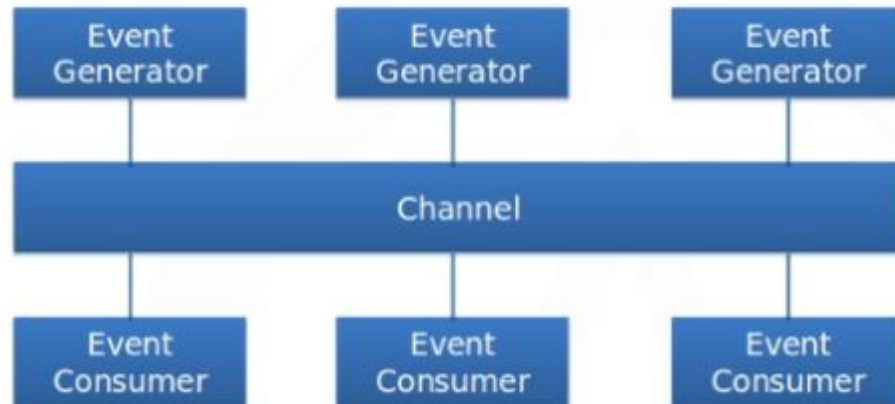 Event
Generator
Event
Generator
Event
Generator
Channel
Event
Consumer
Event
Consumer
Event
Consumer